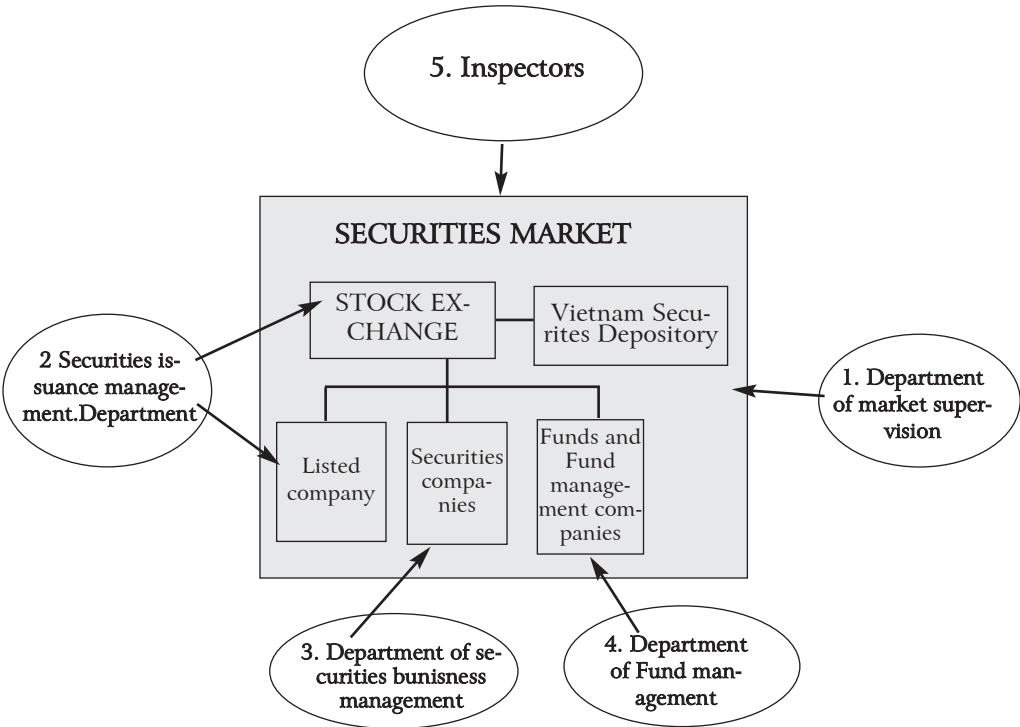 5. Inspectors
SECURITIES MARKET
STOCK EX-
CHANGE
Vietnam Secu-
rites Depository
2 Securities is-
suance manage-
ment.Department
1. Department
of market super-
vision
Listed
company
Securities
compa-
nies
Funds and
Fund
manage-
ment com-
panies
3. Department of se-
curities bunisness
management
4. Department
of Fund man-
agement